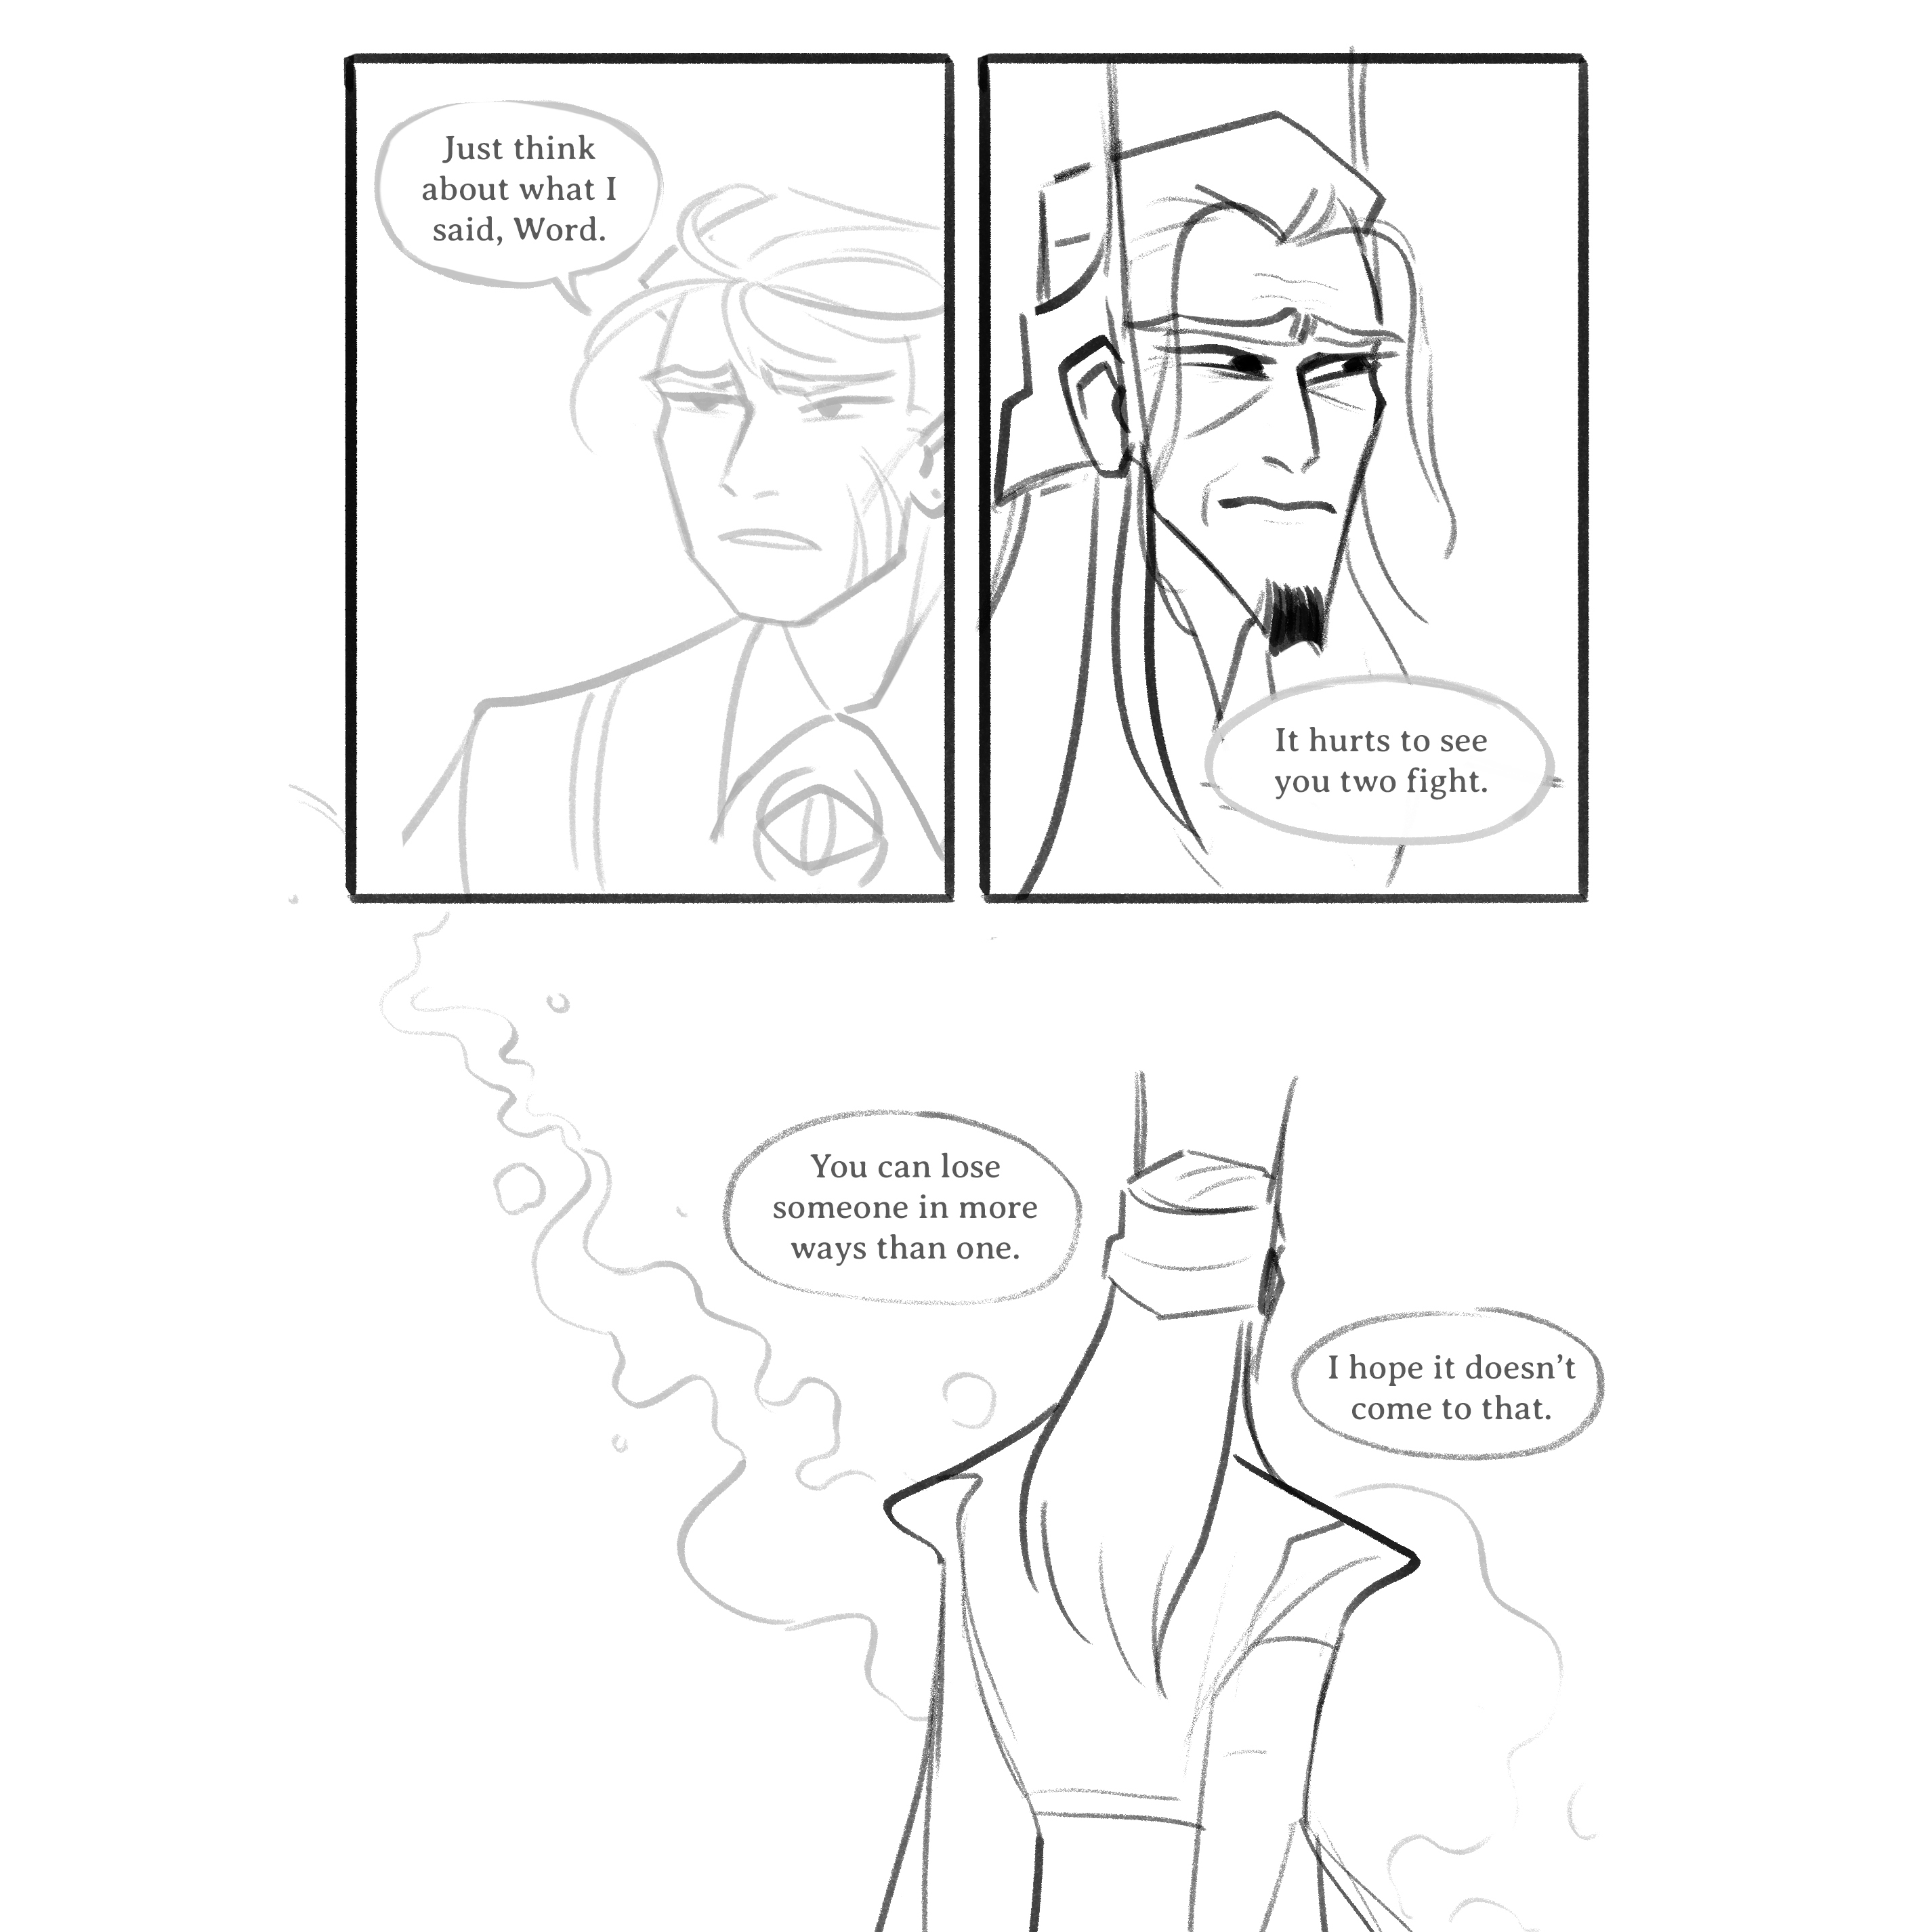 Just think
about what I
said, Word.
It hurts to see
you two fight.
You can lose
someone in more
ways than one.
I hope it doesn’t
come to that.